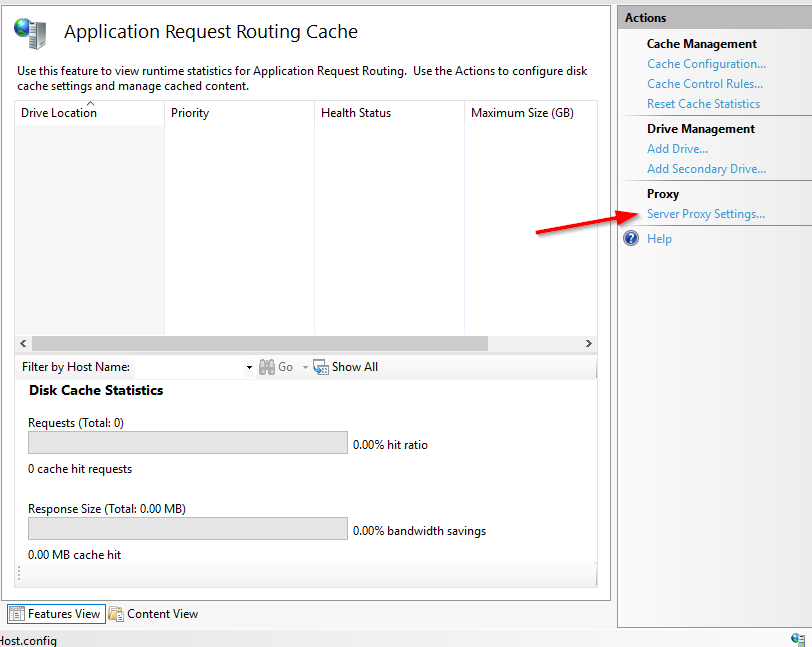 Application Request Routing Cache
Use this feature to view runtime statistics for Application Request Routing.  Use the Actions to configure disk
cache settings and manage cached content.
Drive Location
Priority
Health Status
Maximum Size (GB)
Filter by Host Name:
Go
Show All
Disk Cache Statistics
Requests (Total: 0)
0.00% hit ratio
0 cache hit requests
Response Size (Total: 0.00 MB)
0.00% bandwidth savings
0.00 MB cache hit
Features View
Content View
Host.config
Actions
Cache Management
Cache Configuration...
Cache Control Rules...
Reset Cache Statistics
Drive Management
Add Drive...
Add Secondary Drive...
Proxy
Server Proxy Settings...
? Help